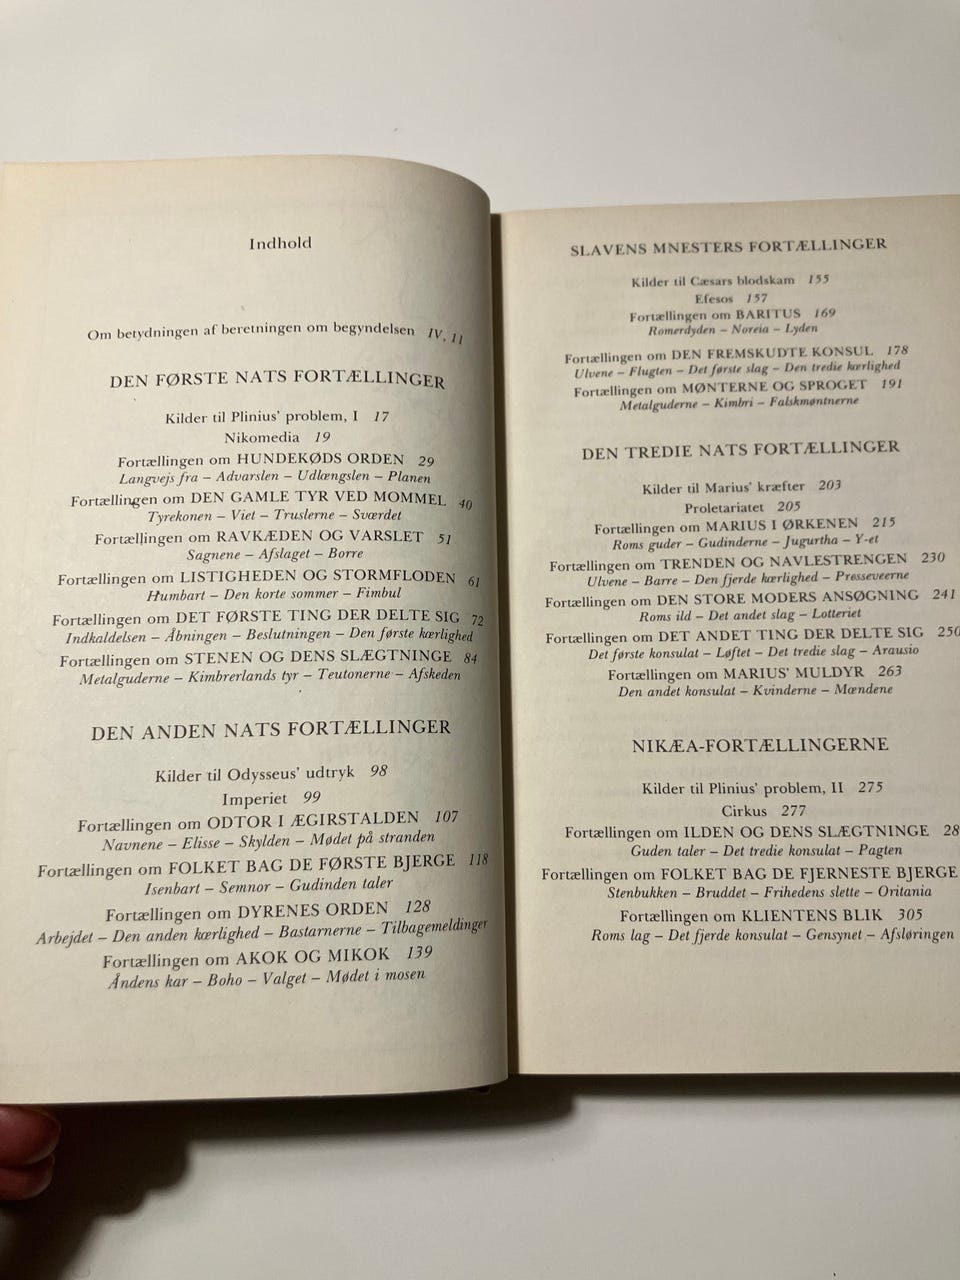 Indhold
Om betydningen af beretningen om begyndelsen IV, 11
DEN FØRSTE NATS FORTÆLLINGER
Kilder til Plinius' problem, I 17
Nikomedia 19
Fortællingen om HUNDEKØDS ORDEN 29
Langvejs fra – Advarslen – Udlængslen – Planen
Fortællingen om DEN GAMLE TYR VED MOMMEL 40
Tyrekonen – Viet – Truslerne – Sværdet
Fortællingen om RAVKÆDEN OG VARSLET 51
Sagnene – Afslaget – Borre
Fortællingen om LISTIGHEDEN OG STORMFLODEN 61
Humbart – Den korte sommer – Fimbul
Fortællingen om DET FØRSTE TING DER DELTE SIG 72
Indkaldelsen – Åbningen – Beslutningen – Den første kærlighed
Fortællingen om STENEN OG DENS SLÆGTNINGE 84
Metalguderne – Kimbrerlands tyr – Teutonerne – Afskeden
DEN ANDEN NATS FORTÆLLINGER
Kilder til Odysseus' udtryk 98
Imperiet 99
Fortællingen om ODTOR I ÆGIRSTALDEN 107
Navnene – Elisse – Skylden – Mødet på stranden
Fortællingen om FOLKET BAG DE FØRSTE BJERGE 118
Isenbart – Semnor – Gudinden taler
Fortællingen om DYRENES ORDEN 128
Arbejdet – Den anden kærlighed – Bastarnerne – Tilbagemeldinger
Fortællingen om AKOK OG MIKOK 139
Åndens kar – Boho – Valget – Mødet i mosen
SLAVENS MNESTERS FORTÆLLINGER
Kilder til Cæsars blodskam 155
Efesos 157
Fortællingen om BARITUS 169
Romerdyden – Noreia – Lyden
Fortællingen om DEN FREMSKUDTE KONSUL 178
Ulvene – Flugten – Det første slag – Den tredie kærlighed
Fortællingen om MØNTERNE OG SPROGET 191
Metalguderne – Kimbri – Falskmøntnerne
DEN TREDIE NATS FORTÆLLINGER
Kilder til Marius' kræfter 203
Proletariatet 205
Fortællingen om MARIUS I ØRKENEN 215
Roms guder – Gudinderne – Jugurtha – Y-et
Fortællingen om TRENDEN OG NAVLESTRENGEN 230
Ulvene – Barre – Den fjerde kærlighed – Presseveerne
Fortællingen om DEN STORE MODERS ANSØGNING 241
Roms ild – Det andet slag – Lotteriet
Fortællingen om DET ANDET TING DER DELTE SIG 250
Det første konsulat – Løftet – Det tredie slag – Arausio
Fortællingen om MARIUS' MULDYR 263
Den andet konsulat – Kvinderne – Mændene
NIKÆA-FORTÆLLINGERNE
Kilder til Plinius' problem, II 275
Cirkus 277
Fortællingen om ILDEN OG DENS SLÆGTNINGE 28
Guden taler – Det tredie konsulat – Pagten
Fortællingen om FOLKET BAG DE FJERNESTE BJERGE
Stenbukken – Bruddet – Frihedens slette – Oritania
Fortællingen om KLIENTENS BLIK 305
Roms lag – Det fjerde konsulat – Gensynet – Afsløringen